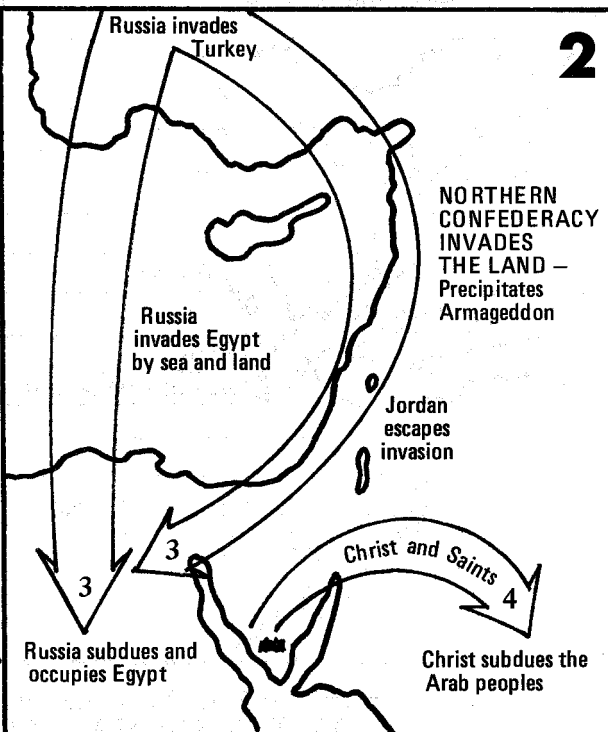 Russia invades
Turkey
2
NORTHERN
CONFEDERACY
INVADES
THE LAND –
Precipitates
Armageddon
Russia
invades Egypt
by sea and land
Jordan
escapes
invasion
3
3
Christ and Saints
4
Russia subdues and
occupies Egypt
Christ subdues the
Arab peoples